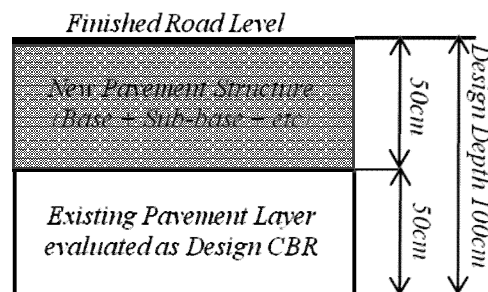 Finished Road Level
New Pavement Structure
(Base + Sub-base + etc
Existing Pavement Layer
evaluated as Design CBR
50cm
50cm
Design Depth 100cm